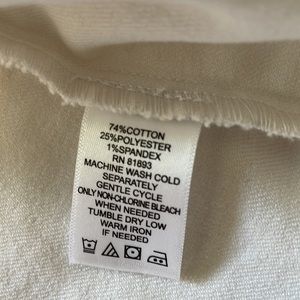 74%COTTON
25%POLYESTER
1%SPANDEX
RN 81893
MACHINE WASH COLD
SEPARATELY
GENTLE CYCLE
ONLY NON-CHLORINE BLEACH
WHEN NEEDED
TUMBLE DRY LOW
WARM IRON
IF NEEDED